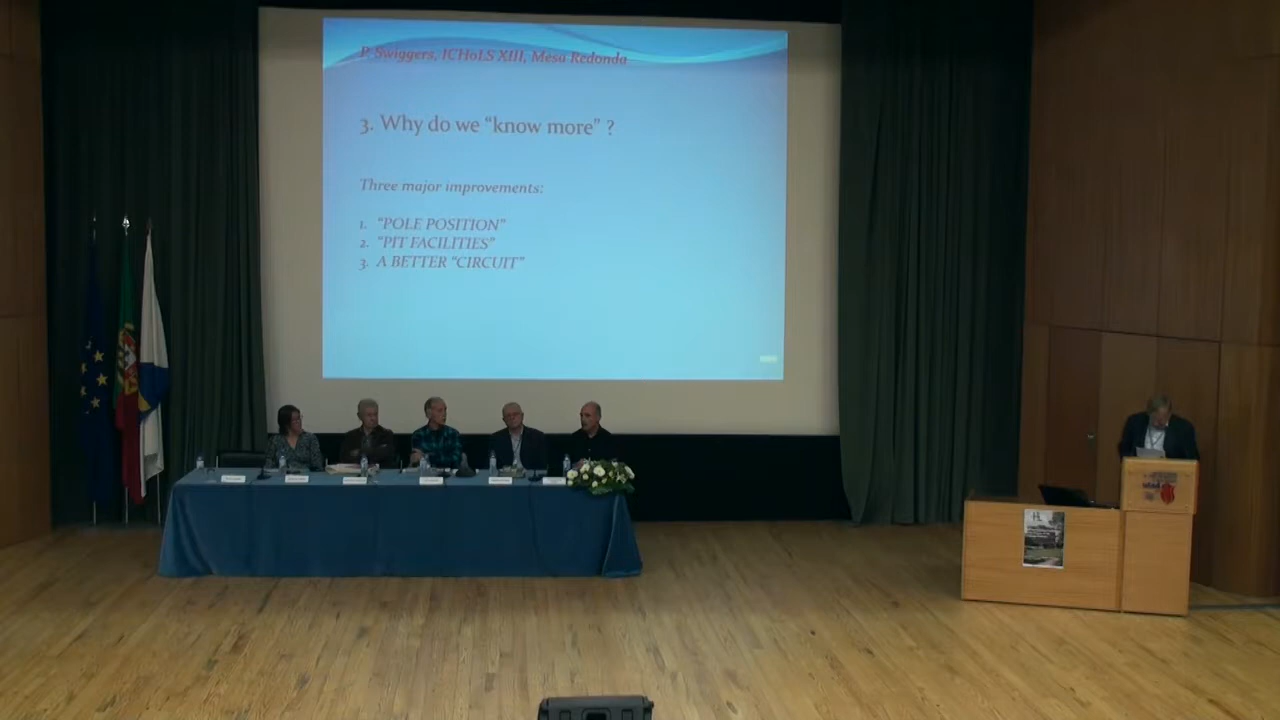 P. Swiggers, ICHoLS XIII, Mesa Redonda
3. Why do we “know more” ?
Three major improvements:
1. “POLE POSITION”
2. “PIT FACILITIES”
3. A BETTER “CIRCUIT”
utad